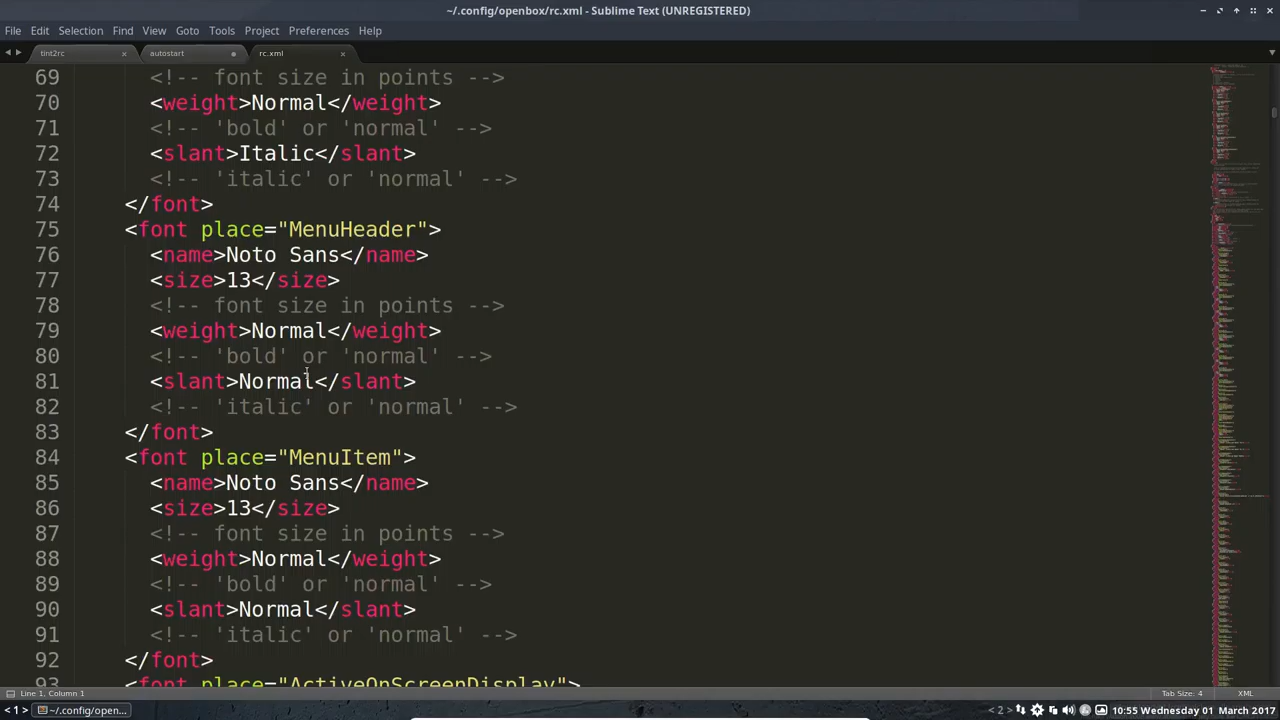 ~/.config/openbox/rc.xml - Sublime Text (UNREGISTERED)
File Edit Selection Find View Goto Tools Project Preferences Help
tint2rc autostart rc.xml
69 <!-- font size in points -->
70 <weight>Normal</weight>
71 <!-- 'bold' or 'normal' -->
72 <slant>Italic</slant>
73 <!-- 'italic' or 'normal' -->
74 </font>
75 <font place="MenuHeader">
76 <name>Noto Sans</name>
77 <size>13</size>
78 <!-- font size in points -->
79 <weight>Normal</weight>
80 <!-- 'bold' or 'normal' -->
81 <slant>Normal</slant>
82 <!-- 'italic' or 'normal' -->
83 </font>
84 <font place="MenuItem">
85 <name>Noto Sans</name>
86 <size>13</size>
87 <!-- font size in points -->
88 <weight>Normal</weight>
89 <!-- 'bold' or 'normal' -->
90 <slant>Normal</slant>
91 <!-- 'italic' or 'normal' -->
92 </font>
93 <font place="ActiveOnScreenDisplay">
Line 1, Column 1 Tab Size: 4 XML
< 1 > ~/.config/open... < 2 > 10:55 Wednesday 01 March 2017